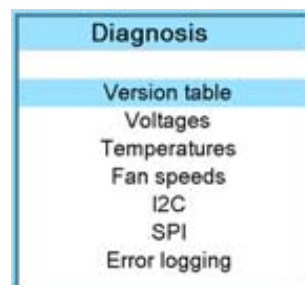 Diagnosis
Version table
Voltages
Temperatures
Fan speeds
I2C
SPI
Error logging